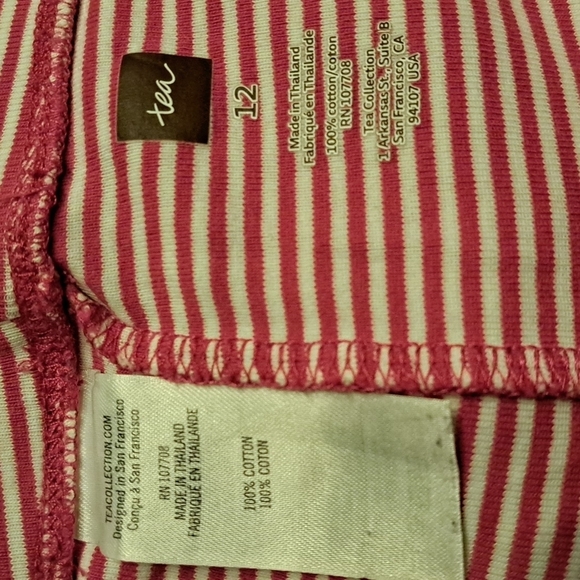 tea
12
Made in Thailand
Fabriqué en Thaïlande
100% cotton/coton
RN 107708
Tea Collection
1 Arkansas St., Suite B
San Francisco, CA
94107 USA
TEACOLLECTION.COM
Designed in San Francisco
Conçu à San Francisco
RN 107708
MADE IN THAILAND
FABRIQUÉ EN THAÏLANDE
100% COTTON
100% COTON